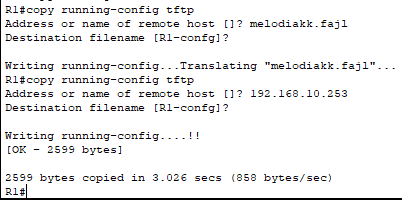 R1#copy running-config tftp
Address or name of remote host []? melodiakk.fajl
Destination filename [R1-confg]?
Writing running-config...Translating "melodiakk.fajl"...
R1#copy running-config tftp
Address or name of remote host []? 192.168.10.253
Destination filename [R1-confg]?
Writing running-config....!!
[OK - 2599 bytes]
2599 bytes copied in 3.026 secs (858 bytes/sec)
R1#